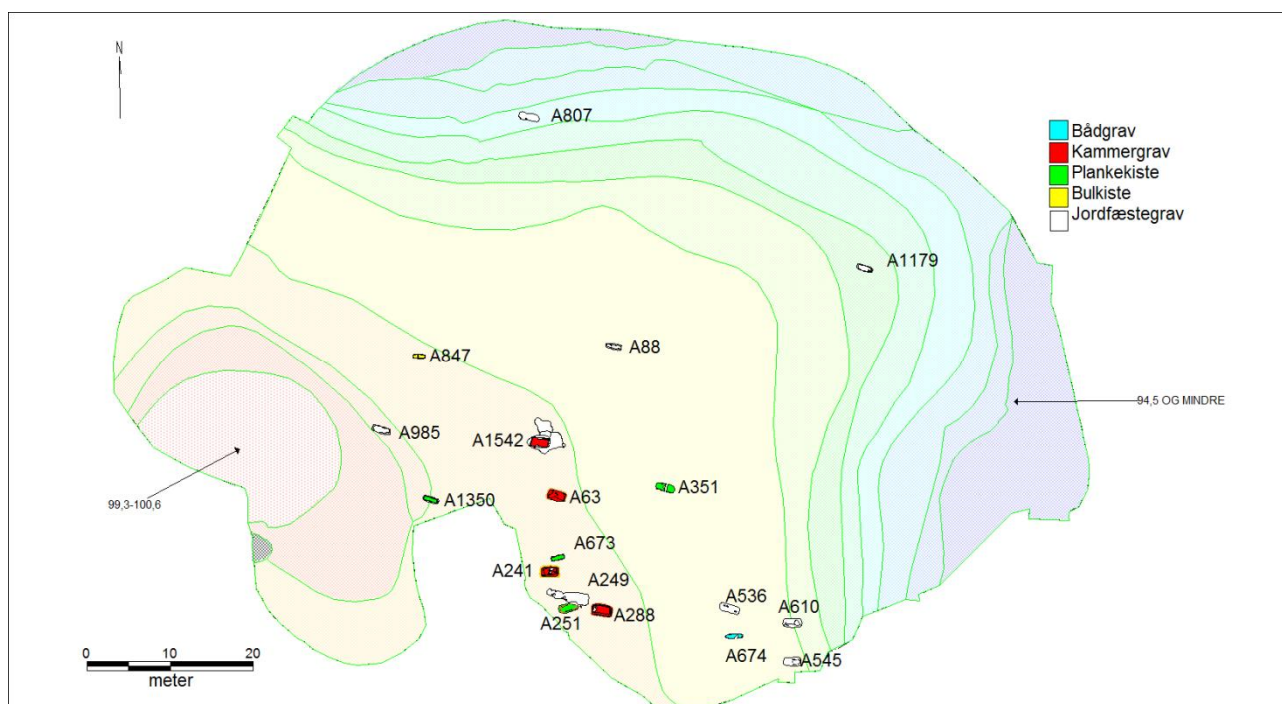 N
A807
Bådgrav
Kammergrav
Plankekiste
Bulkiste
Jordfæstegrav
A1179
A88
A847
94,5 OG MINDRE
A985
A1542
A351
A63
A1350
99,3-100,6
A673
A241
A249
A536
A610
A251
A288
A674
A545
0 10 20
meter